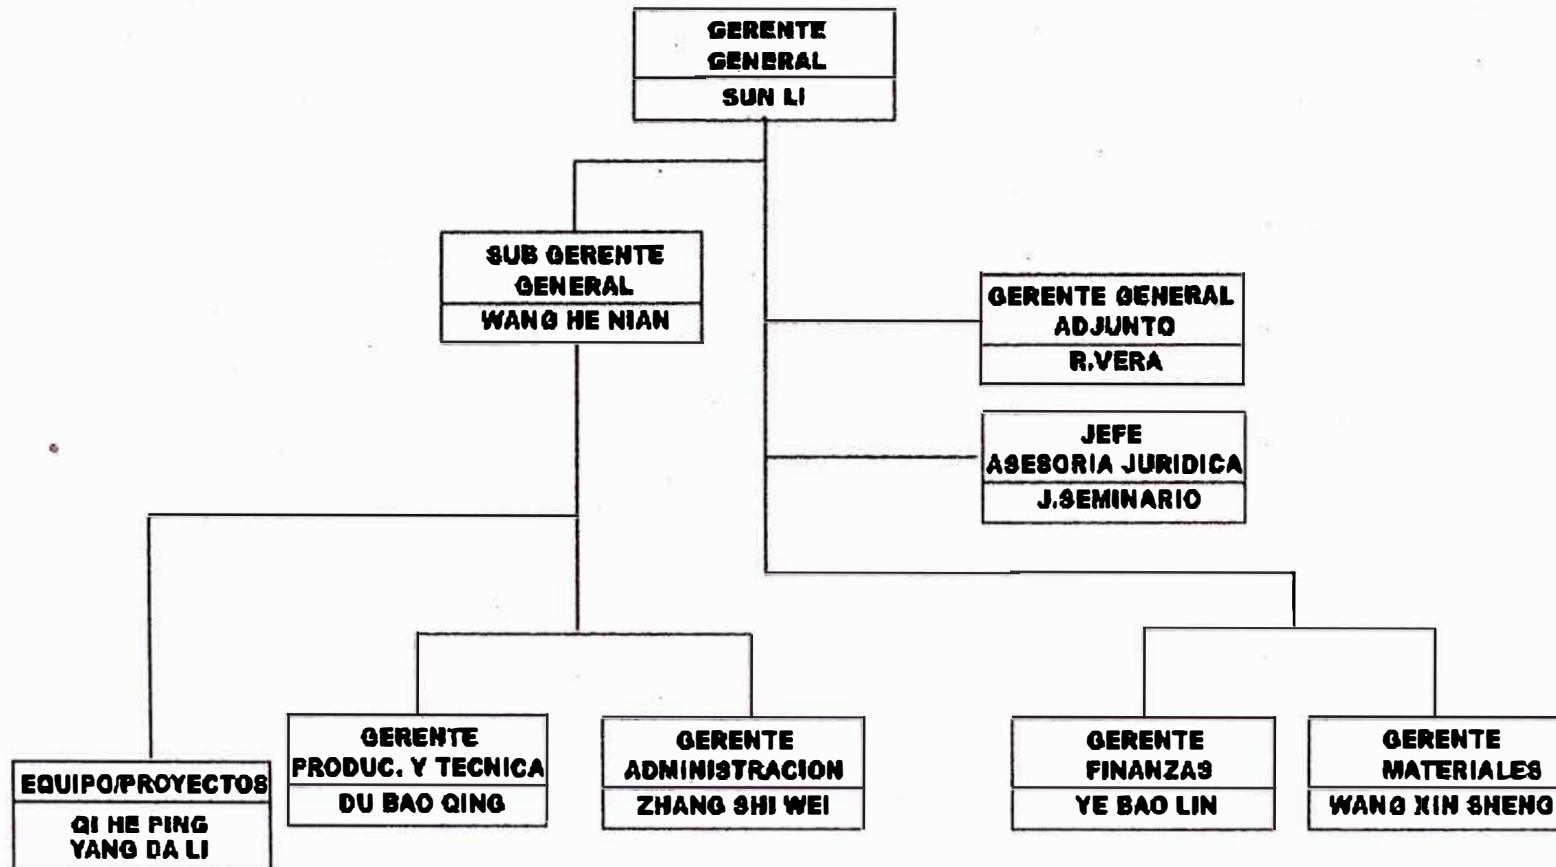 GERENTE
GENERAL
SUN LI
SUB GERENTE
GENERAL
WANG HE NIAN
GERENTE GENERAL
ADJUNTO
R.VERA
JEFE
ASESORIA JURIDICA
J.SEMINARIO
EQUIPO/PROYECTOS
QI HE PING
YANG DA LI
GERENTE
PRODUC. Y TECNICA
DU BAO QING
GERENTE
ADMINISTRACION
ZHANG SHI WEI
GERENTE
FINANZAS
YE BAO LIN
GERENTE
MATERIALES
WANG XIN SHENG